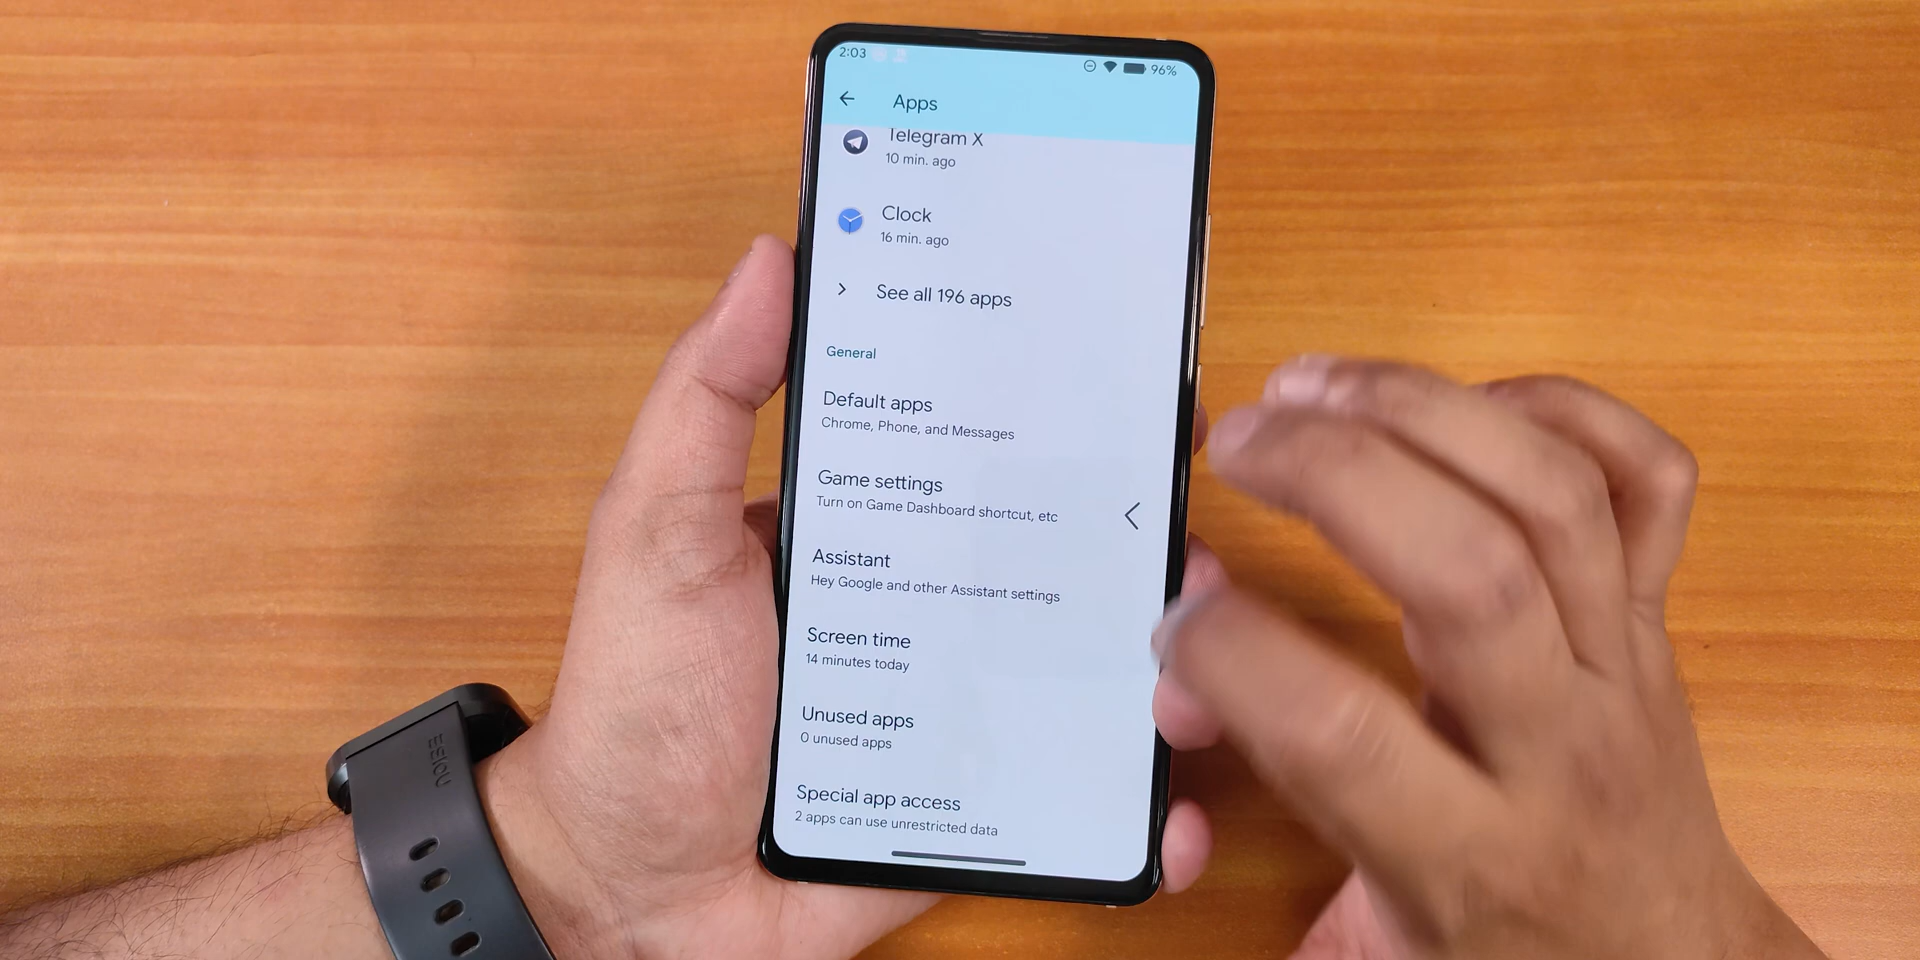 2:03
96%
Apps
Telegram X
10 min. ago
Clock
16 min. ago
See all 196 apps
General
Default apps
Chrome, Phone, and Messages
Game settings
Turn on Game Dashboard shortcut, etc
Assistant
Hey Google and other Assistant settings
Screen time
14 minutes today
Unused apps
0 unused apps
Special app access
2 apps can use unrestricted data
NOISE